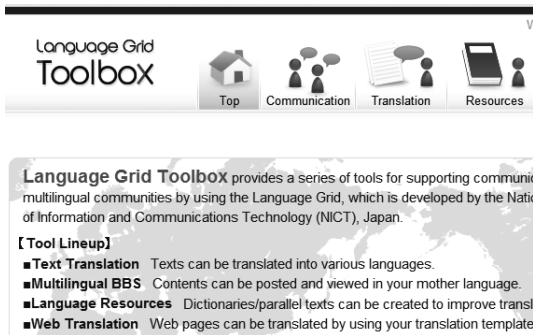 Language Grid
Toolbox
Top Communication Translation Resources
Language Grid Toolbox provides a series of tools for supporting
multilingual communities by using the Language Grid, which is developed by the
of Information and Communications Technology (NICT), Japan.
【Tool Lineup】
■Text Translation Texts can be translated into various languages.
■Multilingual BBS Contents can be posted and viewed in your mother language.
■Language Resources Dictionaries/parallel texts can be created to improve
■Web Translation Web pages can be translated by using your translation